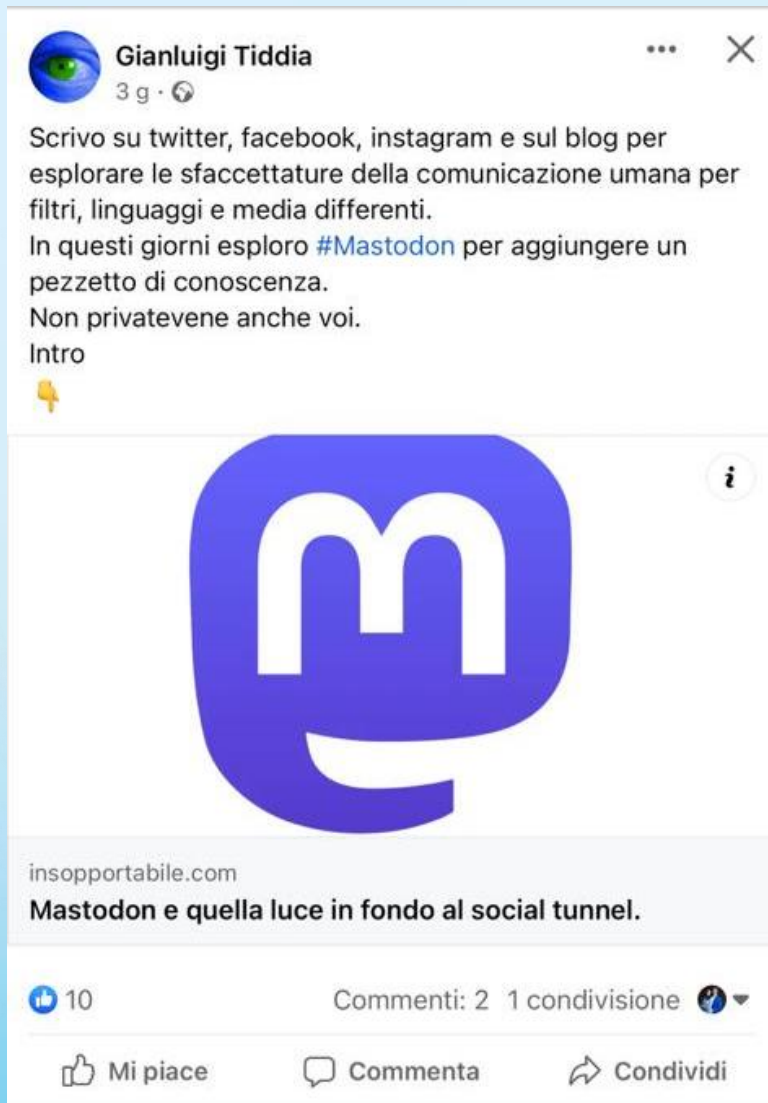 Gianluigi Tiddia
3 g ·
Scrivo su twitter, facebook, instagram e sul blog per
esplorare le sfaccettature della comunicazione umana per
filtri, linguaggi e media differenti.
In questi giorni esploro #Mastodon per aggiungere un
pezzetto di conoscenza.
Non privatevene anche voi.
Intro
m
i
insopportabile.com
Mastodon e quella luce in fondo al social tunnel.
10 Commenti: 2 1 condivisione
Mi piace Commenta Condividi